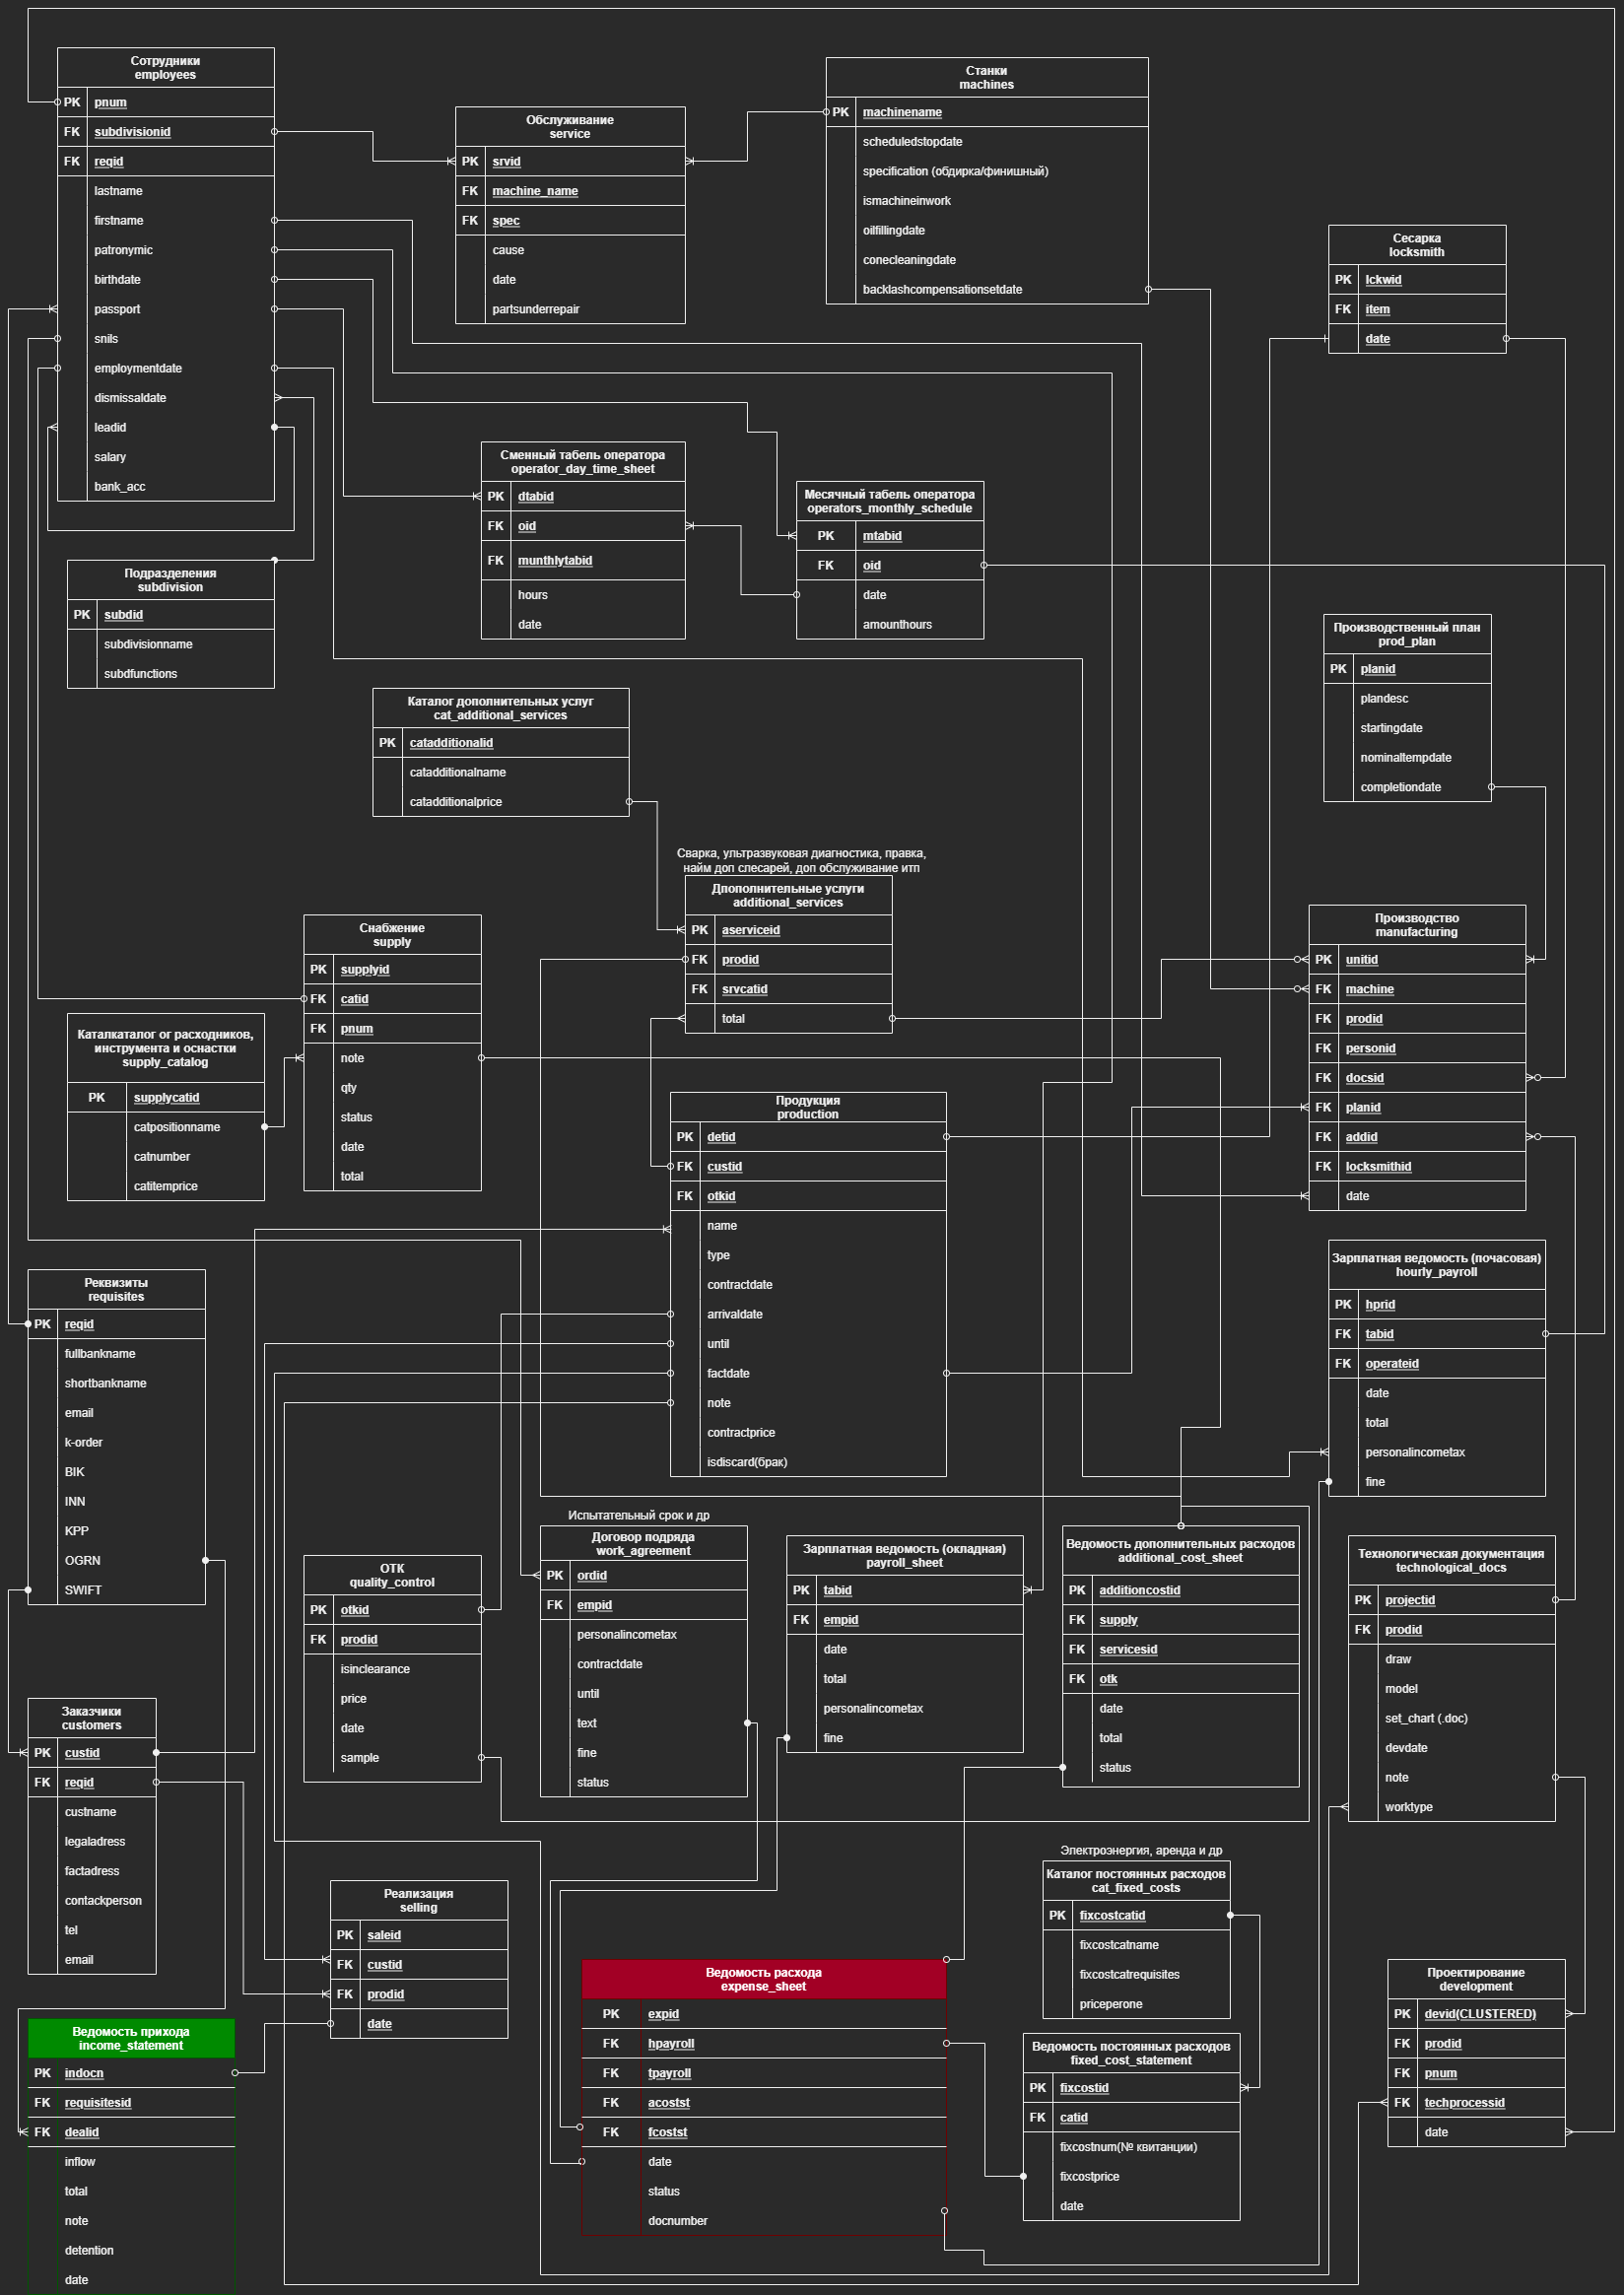 Сотрудники
employees
PK pnum
FK subdivisionid
FK reqid
lastname
firstname
patronymic
birthdate
passport
snils
employmentdate
dismissaldate
leadid
salary
bank_acc
Обслуживание
service
PK srvid
FK machine_name
FK spec
cause
date
partsunderrepair
Станки
machines
PK machinename
scheduledstopdate
specification (обдирка/финишный)
ismachineinwork
oilfillingdate
conecleaningdate
backlashcompensationsetdate
Сесарка
locksmith
PK lckwid
FK item
date
Сменный табель оператора
operator_day_time_sheet
PK dtabid
FK oid
FK munthlytabid
hours
date
Месячный табель оператора
operators_monthly_schedule
PK mtabid
FK oid
date
amounthours
Подразделения
subdivision
PK subdid
subdivisionname
subdfunctions
Производственный план
prod_plan
PK planid
plandesc
startingdate
nominaltempdate
completiondate
Каталог дополнительных услуг
cat_additional_services
PK catadditionalid
catadditionalname
catadditionalprice
Сварка, ультразвуковая диагностика, правка,
найм доп слесарей, доп обслуживание итп
Дпополнительные услуги
additional_services
PK aserviceid
FK prodid
FK srvcatid
total
Снабжение
supply
PK supplyid
FK catid
FK pnum
note
qty
status
date
total
Каталкаталог ог расходников,
инструмента и оснастки
supply_catalog
PK supplycatid
catpositionname
catnumber
catitemprice
Производство
manufacturing
PK unitid
FK machine
FK prodid
FK personid
FK docsid
FK planid
FK addid
FK locksmithid
date
Продукция
production
PK detid
FK custid
FK otkid
name
type
contractdate
arrivaldate
until
factdate
note
contractprice
isdiscard(брак)
Реквизиты
requisites
PK reqid
fullbankname
shortbankname
email
k-order
BIK
INN
KPP
OGRN
SWIFT
Зарплатная ведомость (почасовая)
hourly_payroll
PK hprid
FK tabid
FK operateid
date
total
personalincometax
fine
ОТК
quality_control
PK otkid
FK prodid
isinclearance
price
date
sample
Испытательный срок и др
Договор подряда
work_agreement
PK ordid
FK empid
personalincometax
contractdate
until
text
fine
status
Зарплатная ведомость (окладная)
payroll_sheet
PK tabid
FK empid
date
total
personalincometax
fine
Ведомость дополнительных расходов
additional_cost_sheet
PK additioncostid
FK supply
FK servicesid
FK otk
date
total
status
Технологическая документация
technological_docs
PK projectid
FK prodid
draw
model
set_chart (.doc)
devdate
note
worktype
Заказчики
customers
PK custid
FK reqid
custname
legaladress
factadress
contackperson
tel
email
Реализация
selling
PK saleid
FK custid
FK prodid
date
Электроэнергия, аренда и др
Каталог постоянных расходов
cat_fixed_costs
PK fixcostcatid
fixcostcatname
fixcostcatrequisites
priceperone
Ведомость расхода
expense_sheet
PK expid
FK hpayroll
FK tpayroll
FK acostst
FK fcostst
date
status
docnumber
Ведомость постоянных расходов
fixed_cost_statement
PK fixcostid
FK catid
fixcostnum(№ квитанции)
fixcostprice
date
Проектирование
development
PK devid(CLUSTERED)
FK prodid
FK pnum
FK techprocessid
date
Ведомость прихода
income_statement
PK indocn
FK requisitesid
FK dealid
inflow
total
note
detention
date